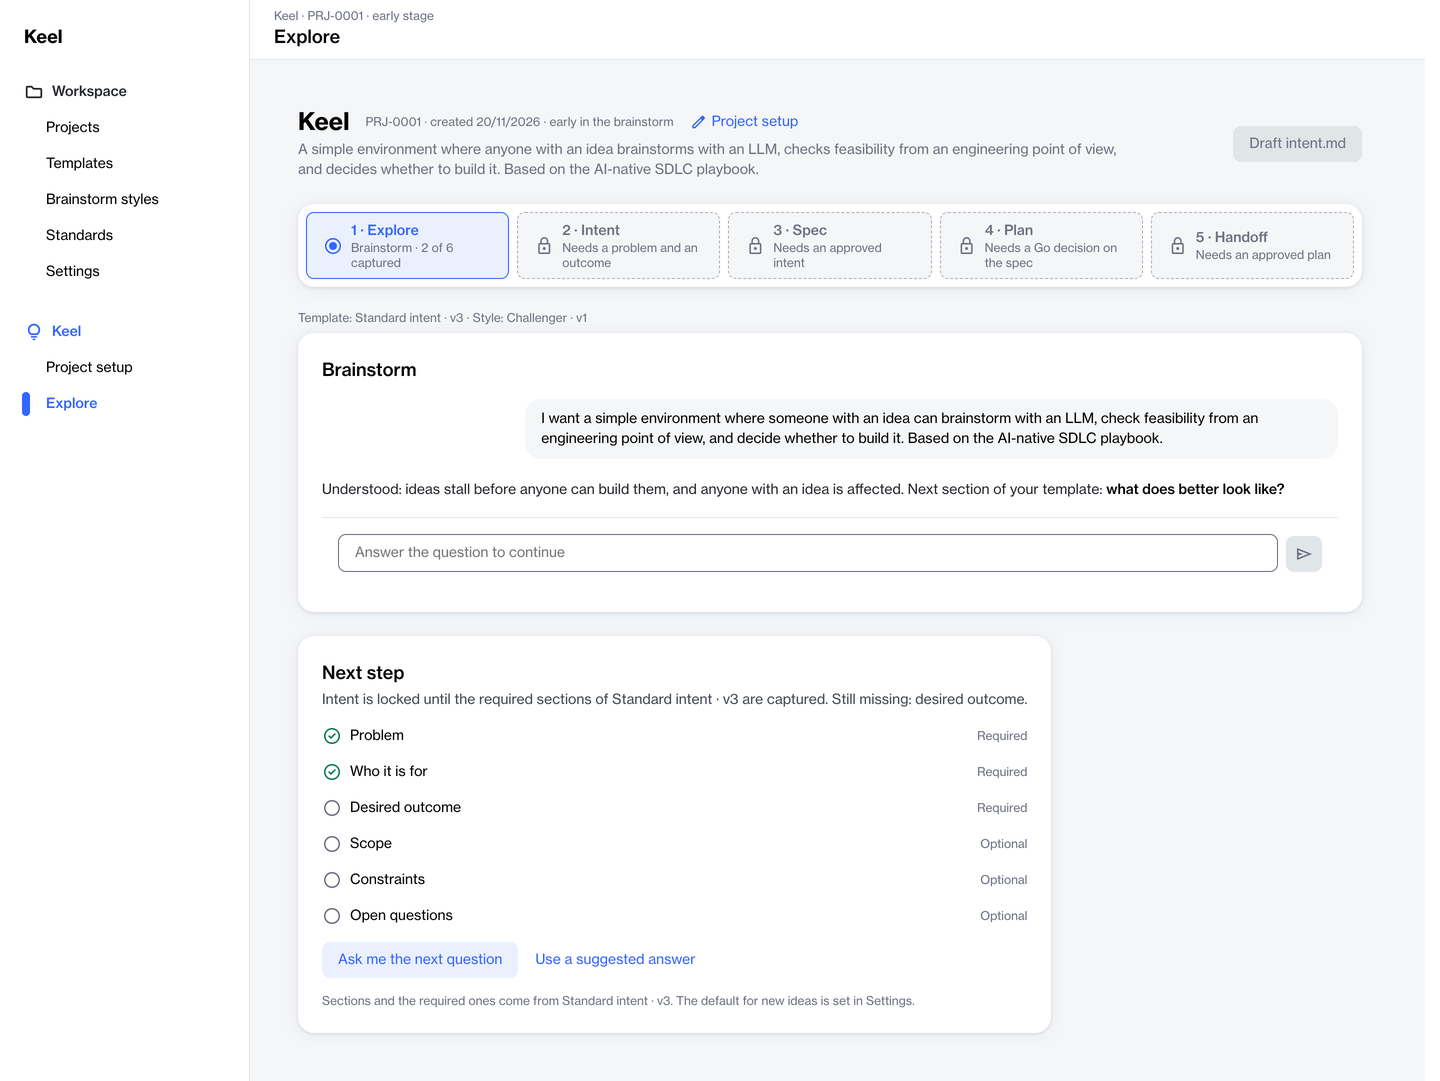 Keel
Workspace
Projects
Templates
Brainstorm styles
Standards
Settings
Keel
Project setup
Explore
Keel · PRJ-0001 · early stage
Explore
Keel
PRJ-0001 · created 20/11/2026 · early in the brainstorm
Project setup
A simple environment where anyone with an idea brainstorms with an LLM, checks feasibility from an engineering point of view,
and decides whether to build it. Based on the AI-native SDLC playbook.
Draft intent.md
1 · Explore
Brainstorm · 2 of 6
captured
2 · Intent
Needs a problem and an
outcome
3 · Spec
Needs an approved
intent
4 · Plan
Needs a Go decision on
the spec
5 · Handoff
Needs an approved plan
Template: Standard intent · v3 · Style: Challenger · v1
Brainstorm
I want a simple environment where someone with an idea can brainstorm with an LLM, check feasibility from an
engineering point of view, and decide whether to build it. Based on the AI-native SDLC playbook.
Understood: ideas stall before anyone can build them, and anyone with an idea is affected. Next section of your template: what does better look like?
Answer the question to continue
Next step
Intent is locked until the required sections of Standard intent · v3 are captured. Still missing: desired outcome.
Problem
Required
Who it is for
Required
Desired outcome
Required
Scope
Optional
Constraints
Optional
Open questions
Optional
Ask me the next question
Use a suggested answer
Sections and the required ones come from Standard intent · v3. The default for new ideas is set in Settings.